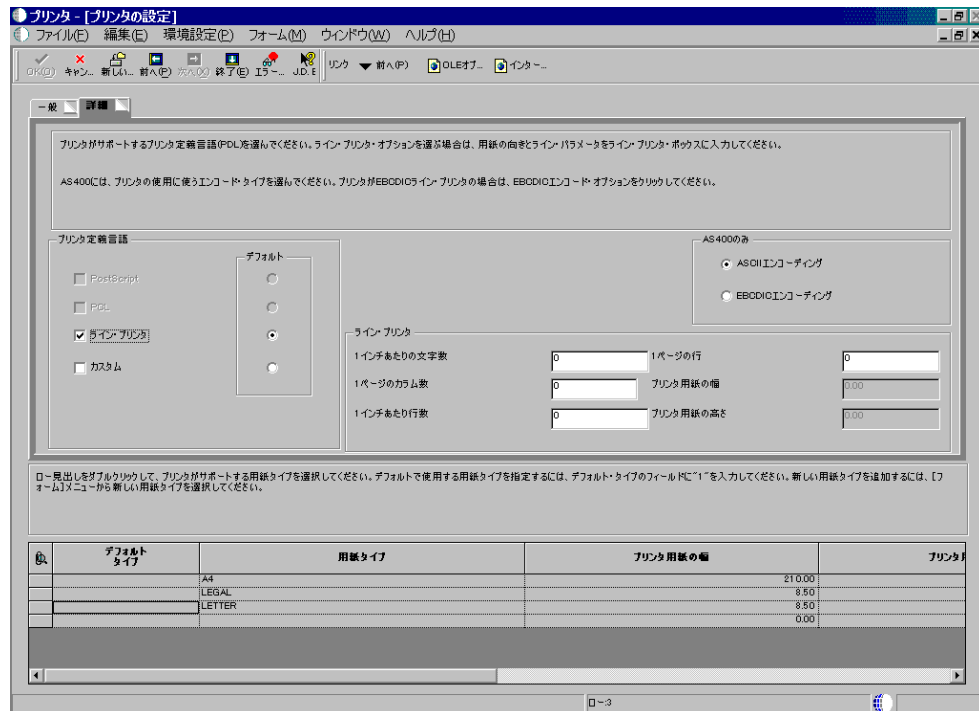 プリンタ - [プリンタの設定]
ファイル(F) 編集(E) 環境設定(P) フォーム(M) ウィンドウ(W) ヘルプ(H)
OK(O) キャン... 新しい... 前へ(P) 次へ(X) 終了(E) エラー... J.D.E リンク 前へ(P) OLEオブ... インター...
一般 詳細
プリンタがサポートするプリンタ定義言語(PDL)を選んでください。ライン・プリンタ・オプションを選ぶ場合は、用紙の向きとライン・パラメータをライン・プリンタ・ボックスに入力してください。
AS400には、プリンタの使用に使うエンコード・タイプを選んでください。プリンタがEBCDICライン・プリンタの場合は、EBCDICエンコード・オプションをクリックしてください。
プリンタ定義言語
デフォルト
PostScript
PCL
ライン・プリンタ
カスタム
AS400のみ
ASCIIエンコーディング
EBCDICエンコーディング
ライン・プリンタ
1インチあたりの文字数 0 1ページの行 0
1ページのカラム数 0 プリンタ用紙の幅 0.00
1インチあたり行数 0 プリンタ用紙の高さ 0.00
ロー見出しをダブルクリックして、プリンタがサポートする用紙タイプを選択してください。デフォルトで使用する用紙タイプを指定するには、デフォルト・タイプのフィールドに"1"を入力してください。新しい用紙タイプを追加するには、[フ
ォーム]メニューから新しい用紙タイプを選択してください。
デフォルト
タイプ 用紙タイプ プリンタ用紙の幅 プリンタ用
A4 210.00
LEGAL 8.50
LETTER 8.50
0.00
ロー:3